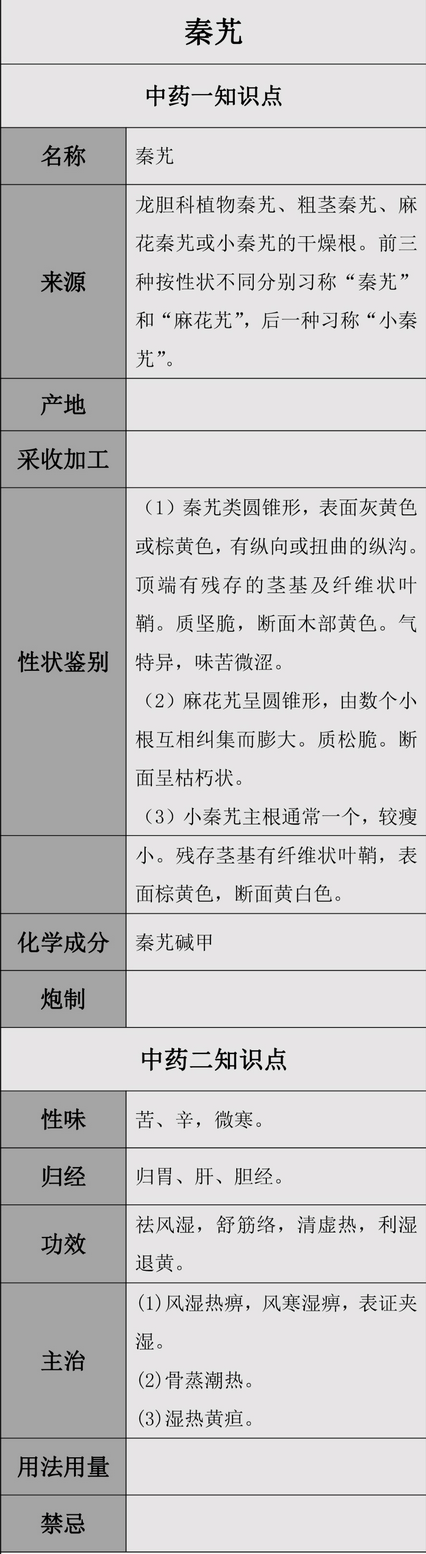 秦艽
中药一知识点
名称
秦艽
来源
龙胆科植物秦艽、粗茎秦艽、麻
花秦艽或小秦艽的干燥根。前三
种按性状不同分别习称“秦艽”
和“麻花艽”，后一种习称“小秦
艽”。
产地
采收加工
性状鉴别
（1）秦艽类圆锥形，表面灰黄色
或棕黄色，有纵向或扭曲的纵沟。
顶端有残存的茎基及纤维状叶
鞘。质坚脆，断面木部黄色。气
特异，味苦微涩。
（2）麻花艽呈圆锥形，由数个小
根互相纠集而膨大。质松脆。断
面呈枯朽状。
（3）小秦艽主根通常一个，较瘦
小。残存茎基有纤维状叶鞘，表
面棕黄色，断面黄白色。
化学成分
秦艽碱甲
炮制
中药二知识点
性味
苦、辛，微寒。
归经
归胃、肝、胆经。
功效
祛风湿，舒筋络，清虚热，利湿
退黄。
主治
(1)风湿热痹，风寒湿痹，表证夹
湿。
(2)骨蒸潮热。
(3)湿热黄疸。
用法用量
禁忌